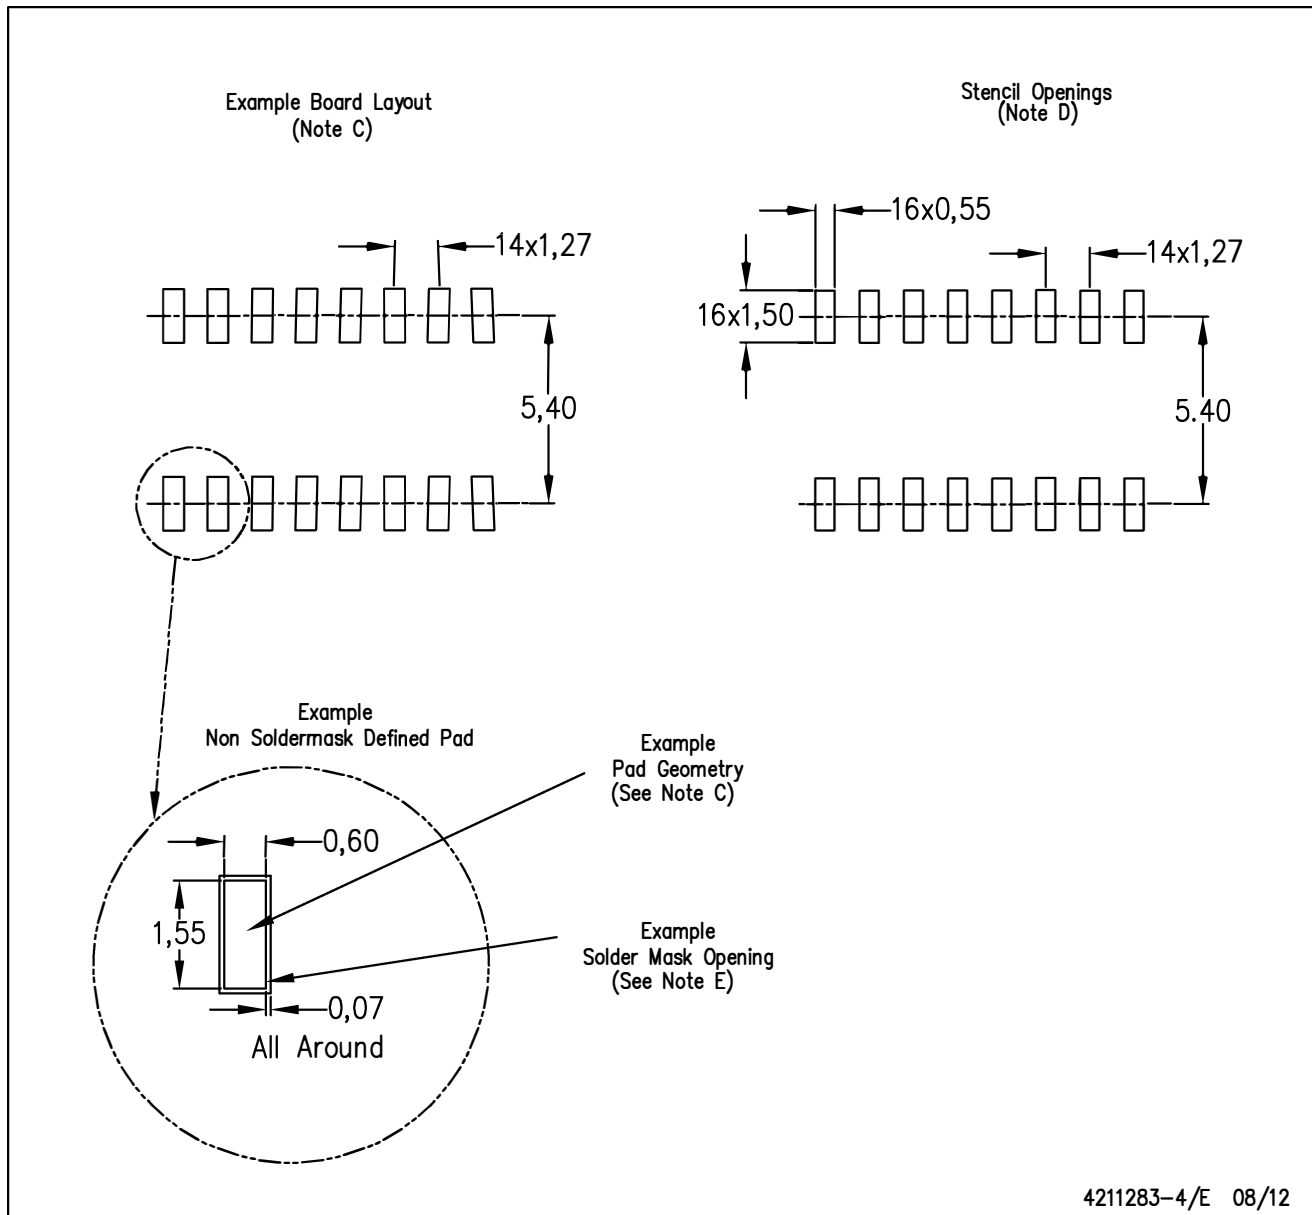 Example Board Layout
(Note C)
Stencil Openings
(Note D)
16x0,55
14x1,27
14x1,27
16x1,50
5,40
5.40
Example
Non Soldermask Defined Pad
Example
Pad Geometry
(See Note C)
0,60
1,55
Example
Solder Mask Opening
(See Note E)
0,07
All Around
4211283-4/E 08/12